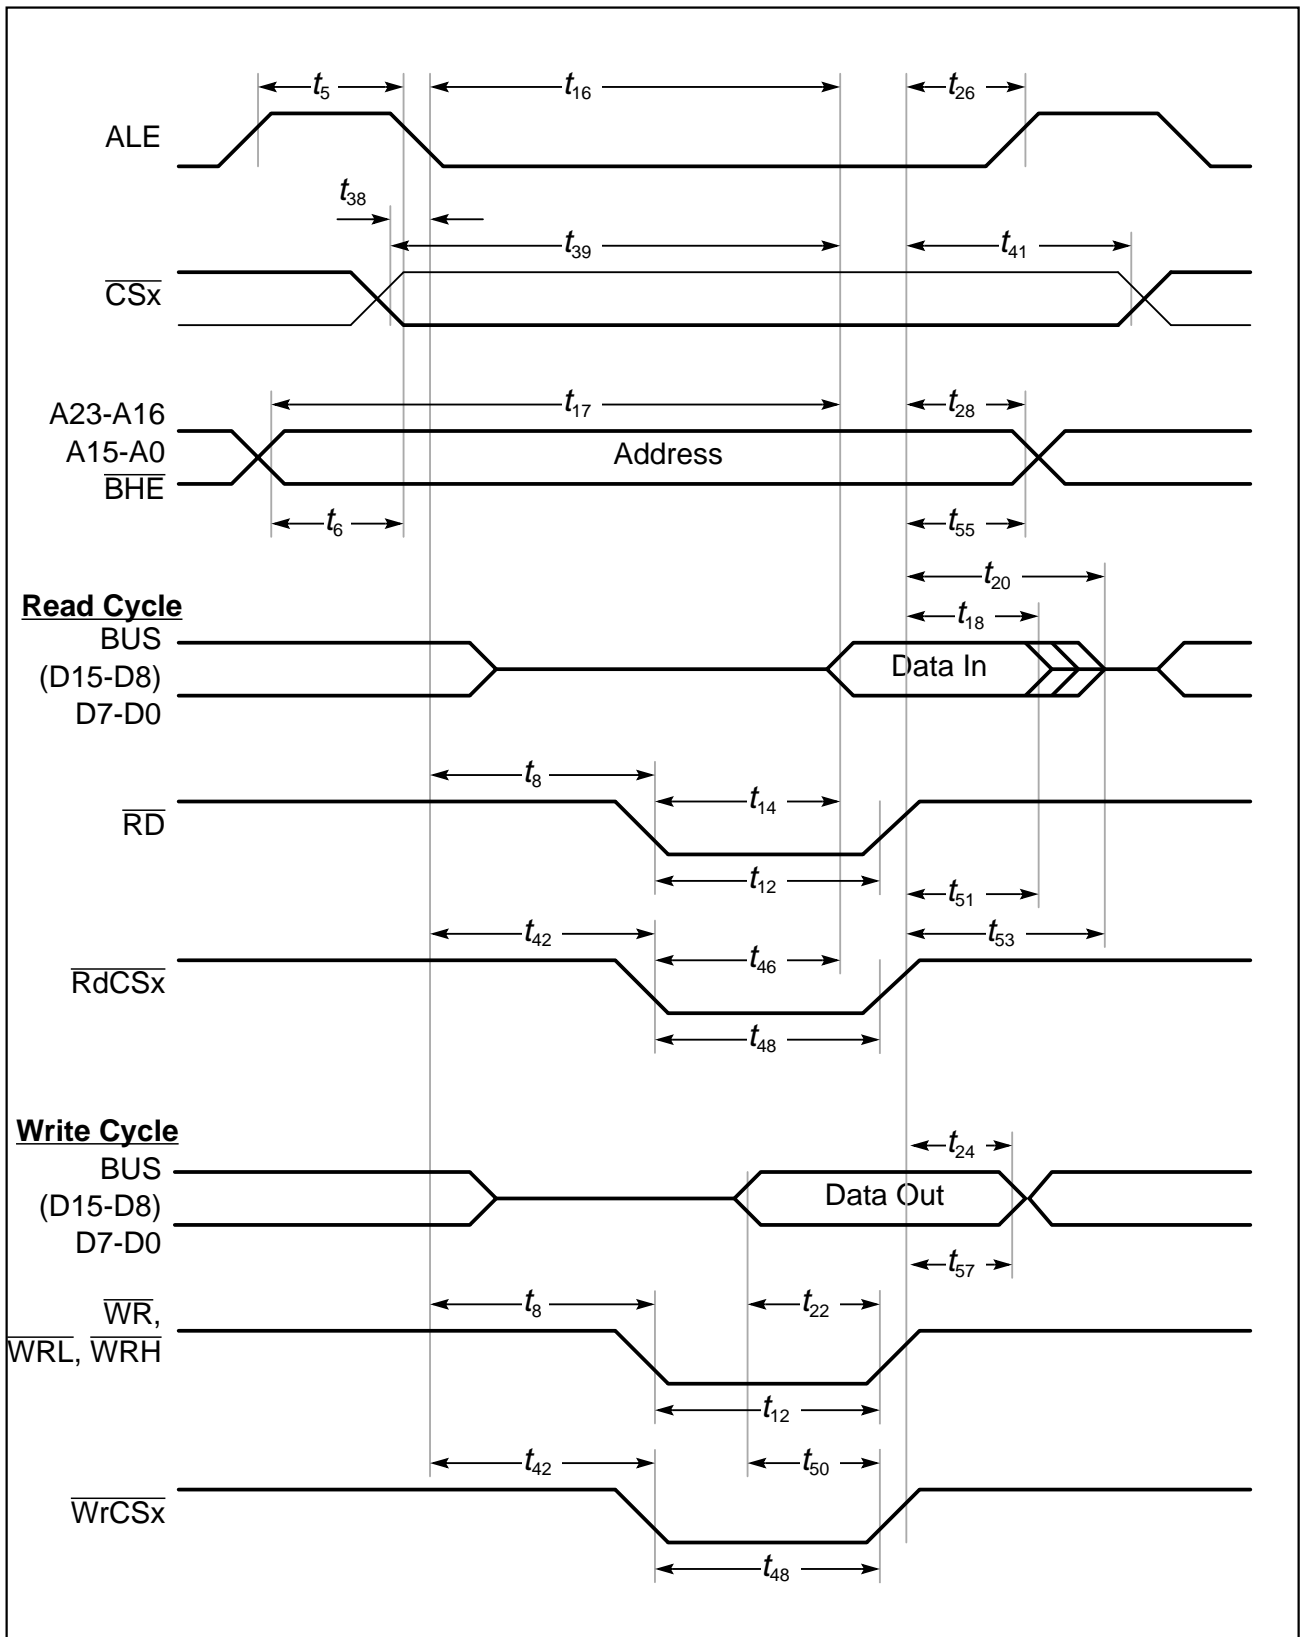 t5 t16 t26
ALE
t38
t39 t41
CSx
A23-A16
t17 t28
A15-A0
Address
BHE
t6 t55
t20
Read Cycle
t18
BUS
(D15-D8)
Data In
D7-D0
t8
t14
RD
t12
t51
t42 t53
t46
RdCSx
t48
Write Cycle
t24
BUS
(D15-D8)
Data Out
D7-D0
t57
WR,
t8 t22
WRL, WRH
t12
t42 t50
WrCSx
t48